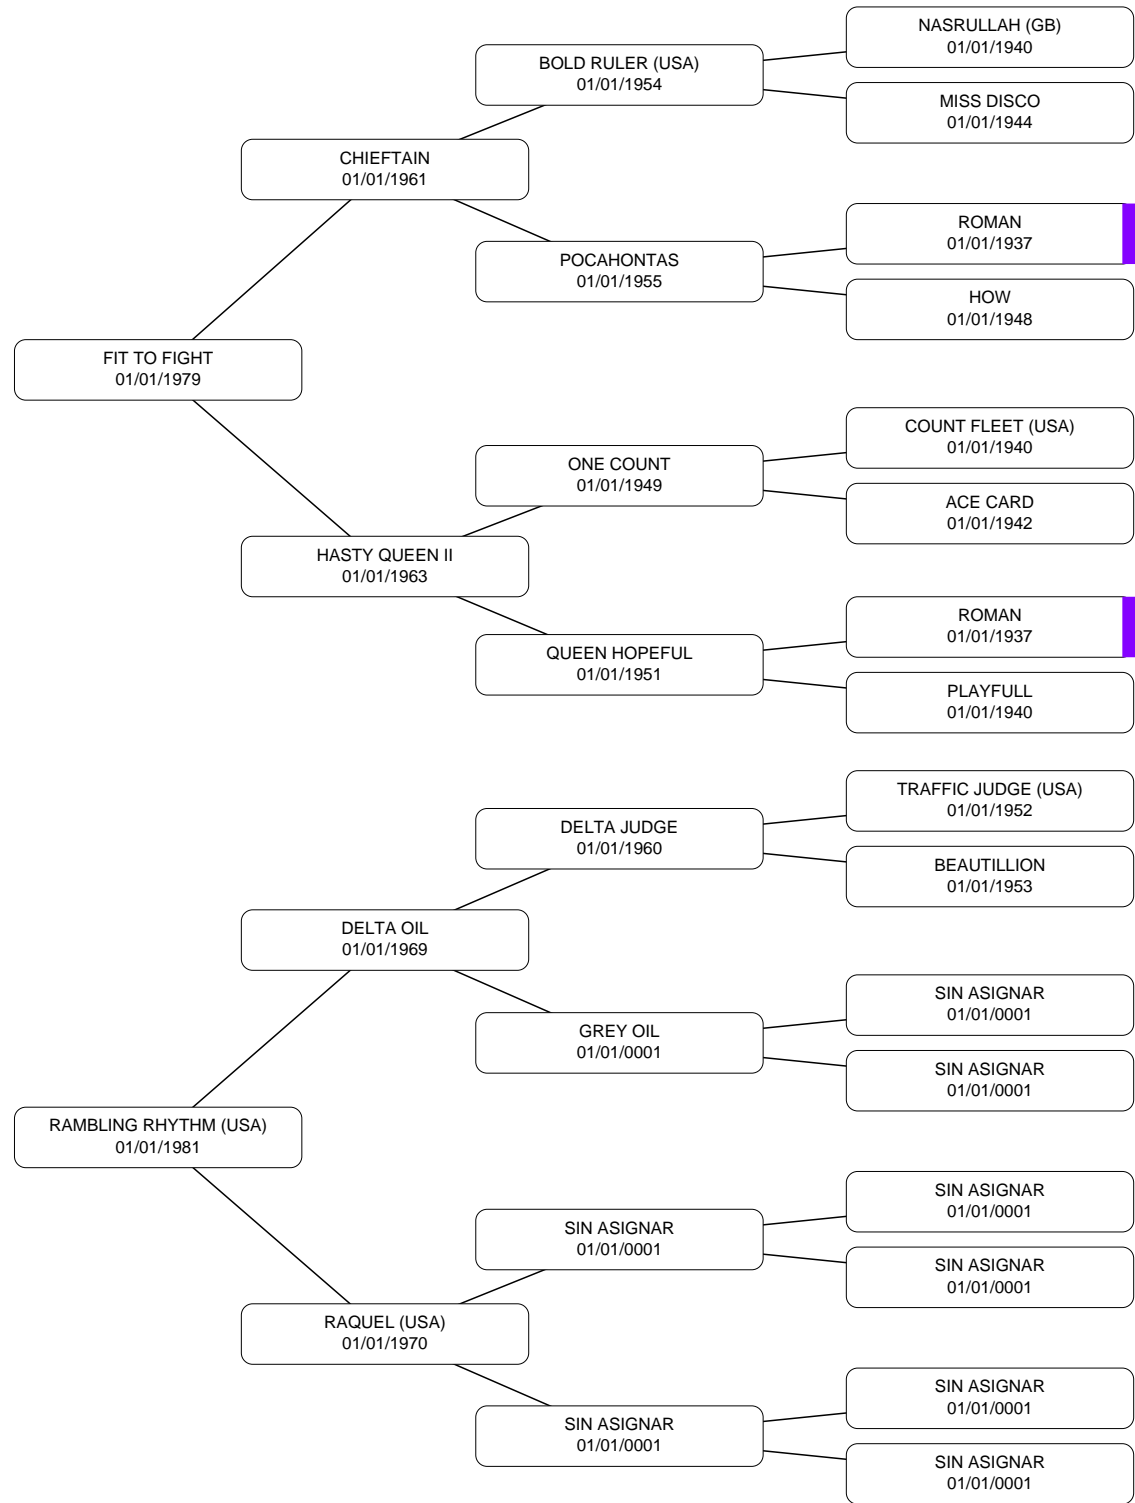 NASRULLAH (GB)
01/01/1940
BOLD RULER (USA)
01/01/1954
MISS DISCO
01/01/1944
CHIEFTAIN
01/01/1961
ROMAN
01/01/1937
POCAHONTAS
01/01/1955
HOW
01/01/1948
FIT TO FIGHT
01/01/1979
COUNT FLEET (USA)
01/01/1940
ONE COUNT
01/01/1949
ACE CARD
01/01/1942
HASTY QUEEN II
01/01/1963
ROMAN
01/01/1937
QUEEN HOPEFUL
01/01/1951
PLAYFULL
01/01/1940
TRAFFIC JUDGE (USA)
01/01/1952
DELTA JUDGE
01/01/1960
BEAUTILLION
01/01/1953
DELTA OIL
01/01/1969
SIN ASIGNAR
01/01/0001
GREY OIL
01/01/0001
SIN ASIGNAR
01/01/0001
RAMBLING RHYTHM (USA)
01/01/1981
SIN ASIGNAR
01/01/0001
SIN ASIGNAR
01/01/0001
SIN ASIGNAR
01/01/0001
RAQUEL (USA)
01/01/1970
SIN ASIGNAR
01/01/0001
SIN ASIGNAR
01/01/0001
SIN ASIGNAR
01/01/0001